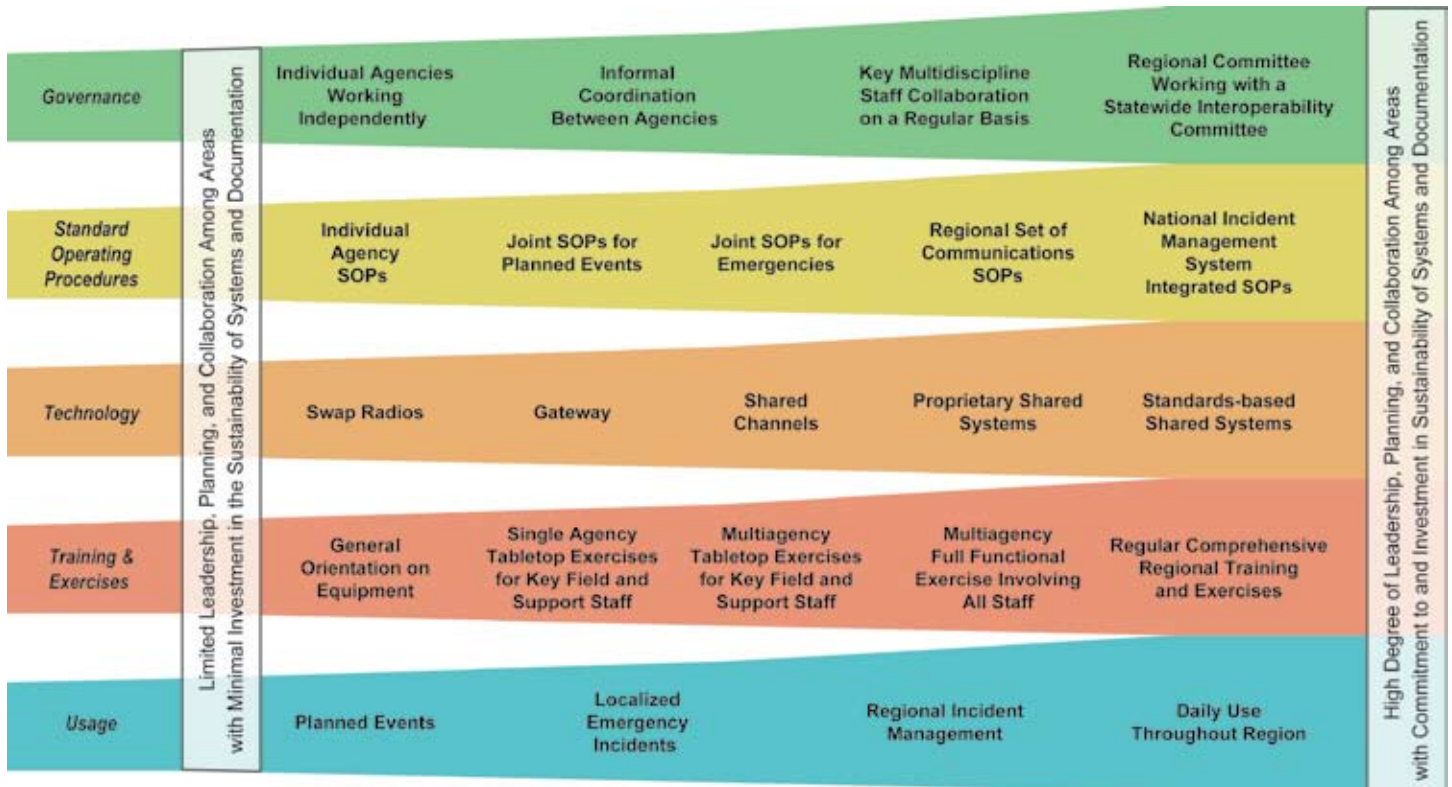 Governance
Limited Leadership, Planning, and Collaboration Among Areas
with Minimal Investment in the Sustainability of Systems and Documentation
Individual Agencies
Working
Independently
Informal
Coordination
Between Agencies
Key Multidiscipline
Staff Collaboration
on a Regular Basis
Regional Committee
Working with a
Statewide Interoperability
Committee
High Degree of Leadership, Planning, and Collaboration Among Areas
with Commitment to and Investment in Sustainability of Systems and Documentation
Standard
Operating
Procedures
Individual
Agency
SOPs
Joint SOPs for
Planned Events
Joint SOPs for
Emergencies
Regional Set of
Communications
SOPs
National Incident
Management
System
Integrated SOPs
Technology
Swap Radios
Gateway
Shared
Channels
Proprietary Shared
Systems
Standards-based
Shared Systems
Training &
Exercises
General
Orientation on
Equipment
Single Agency
Tabletop Exercises
for Key Field and
Support Staff
Multiagency
Tabletop Exercises
for Key Field and
Support Staff
Multiagency
Full Functional
Exercise Involving
All Staff
Regular Comprehensive
Regional Training
and Exercises
Usage
Planned Events
Localized
Emergency
Incidents
Regional Incident
Management
Daily Use
Throughout Region